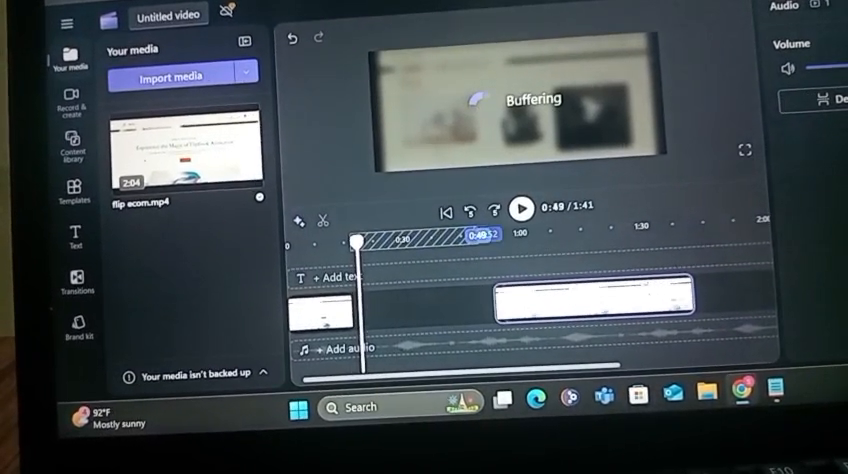 Untitled video
Audio
1
Your media
Your media
Import media
Volume
Record &
create
Content
library
Templates
Text
Transitions
Brand kit
2:04
flip ecom.mp4
Buffering
De
0:49 / 1:41
0
0:30
0:49.52
1:00
1:30
2:00
T + Add text
+ Add audio
Your media isn't backed up
92°F
Mostly sunny
Search
F10